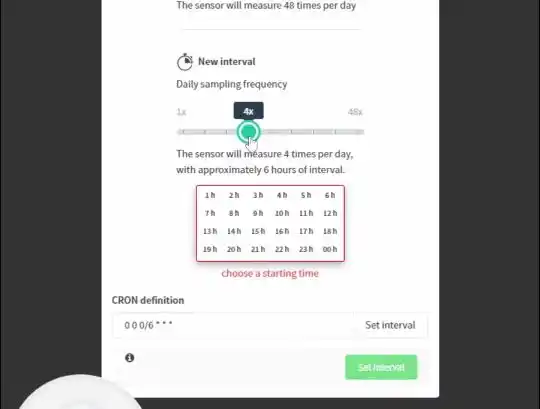 The sensor will measure 48 times per day
New interval
Daily sampling frequency
1x 4x 48x
The sensor will measure 4 times per day,
with approximately 6 hours of interval.
1 h 2 h 3 h 4 h 5 h 6 h
7 h 8 h 9 h 10 h 11 h 12 h
13 h 14 h 15 h 16 h 17 h 18 h
19 h 20 h 21 h 22 h 23 h 00 h
choose a starting time
CRON definition
0 0 0/6 * * * Set interval
Set interval